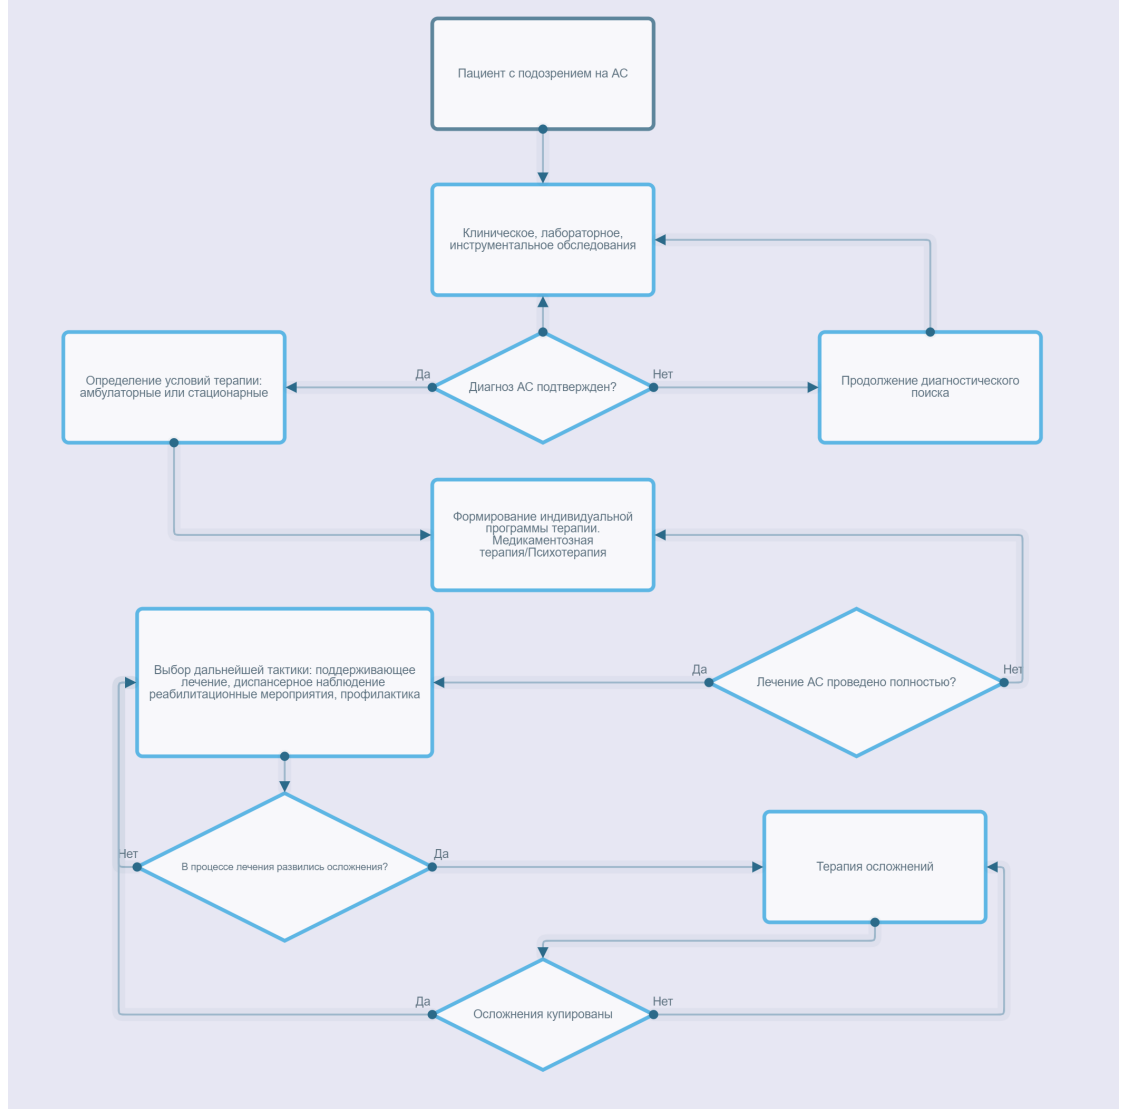 Пациент с подозрением на АС
Клиническое, лабораторное,
инструментальное обследования
Определение условий терапии:
амбулаторные или стационарные
Да
Диагноз АС подтвержден?
Нет
Продолжение диагностического
поиска
Формирование индивидуальной
программы терапии.
Медикаментозная
терапия/Психотерапия
Выбор дальнейшей тактики: поддерживающее
лечение, диспансерное наблюдение
реабилитационные мероприятия, профилактика
Да
Лечение АС проведено полностью?
Нет
Нет
В процессе лечения развились осложнения?
Да
Терапия осложнений
Да
Осложнения купированы
Нет